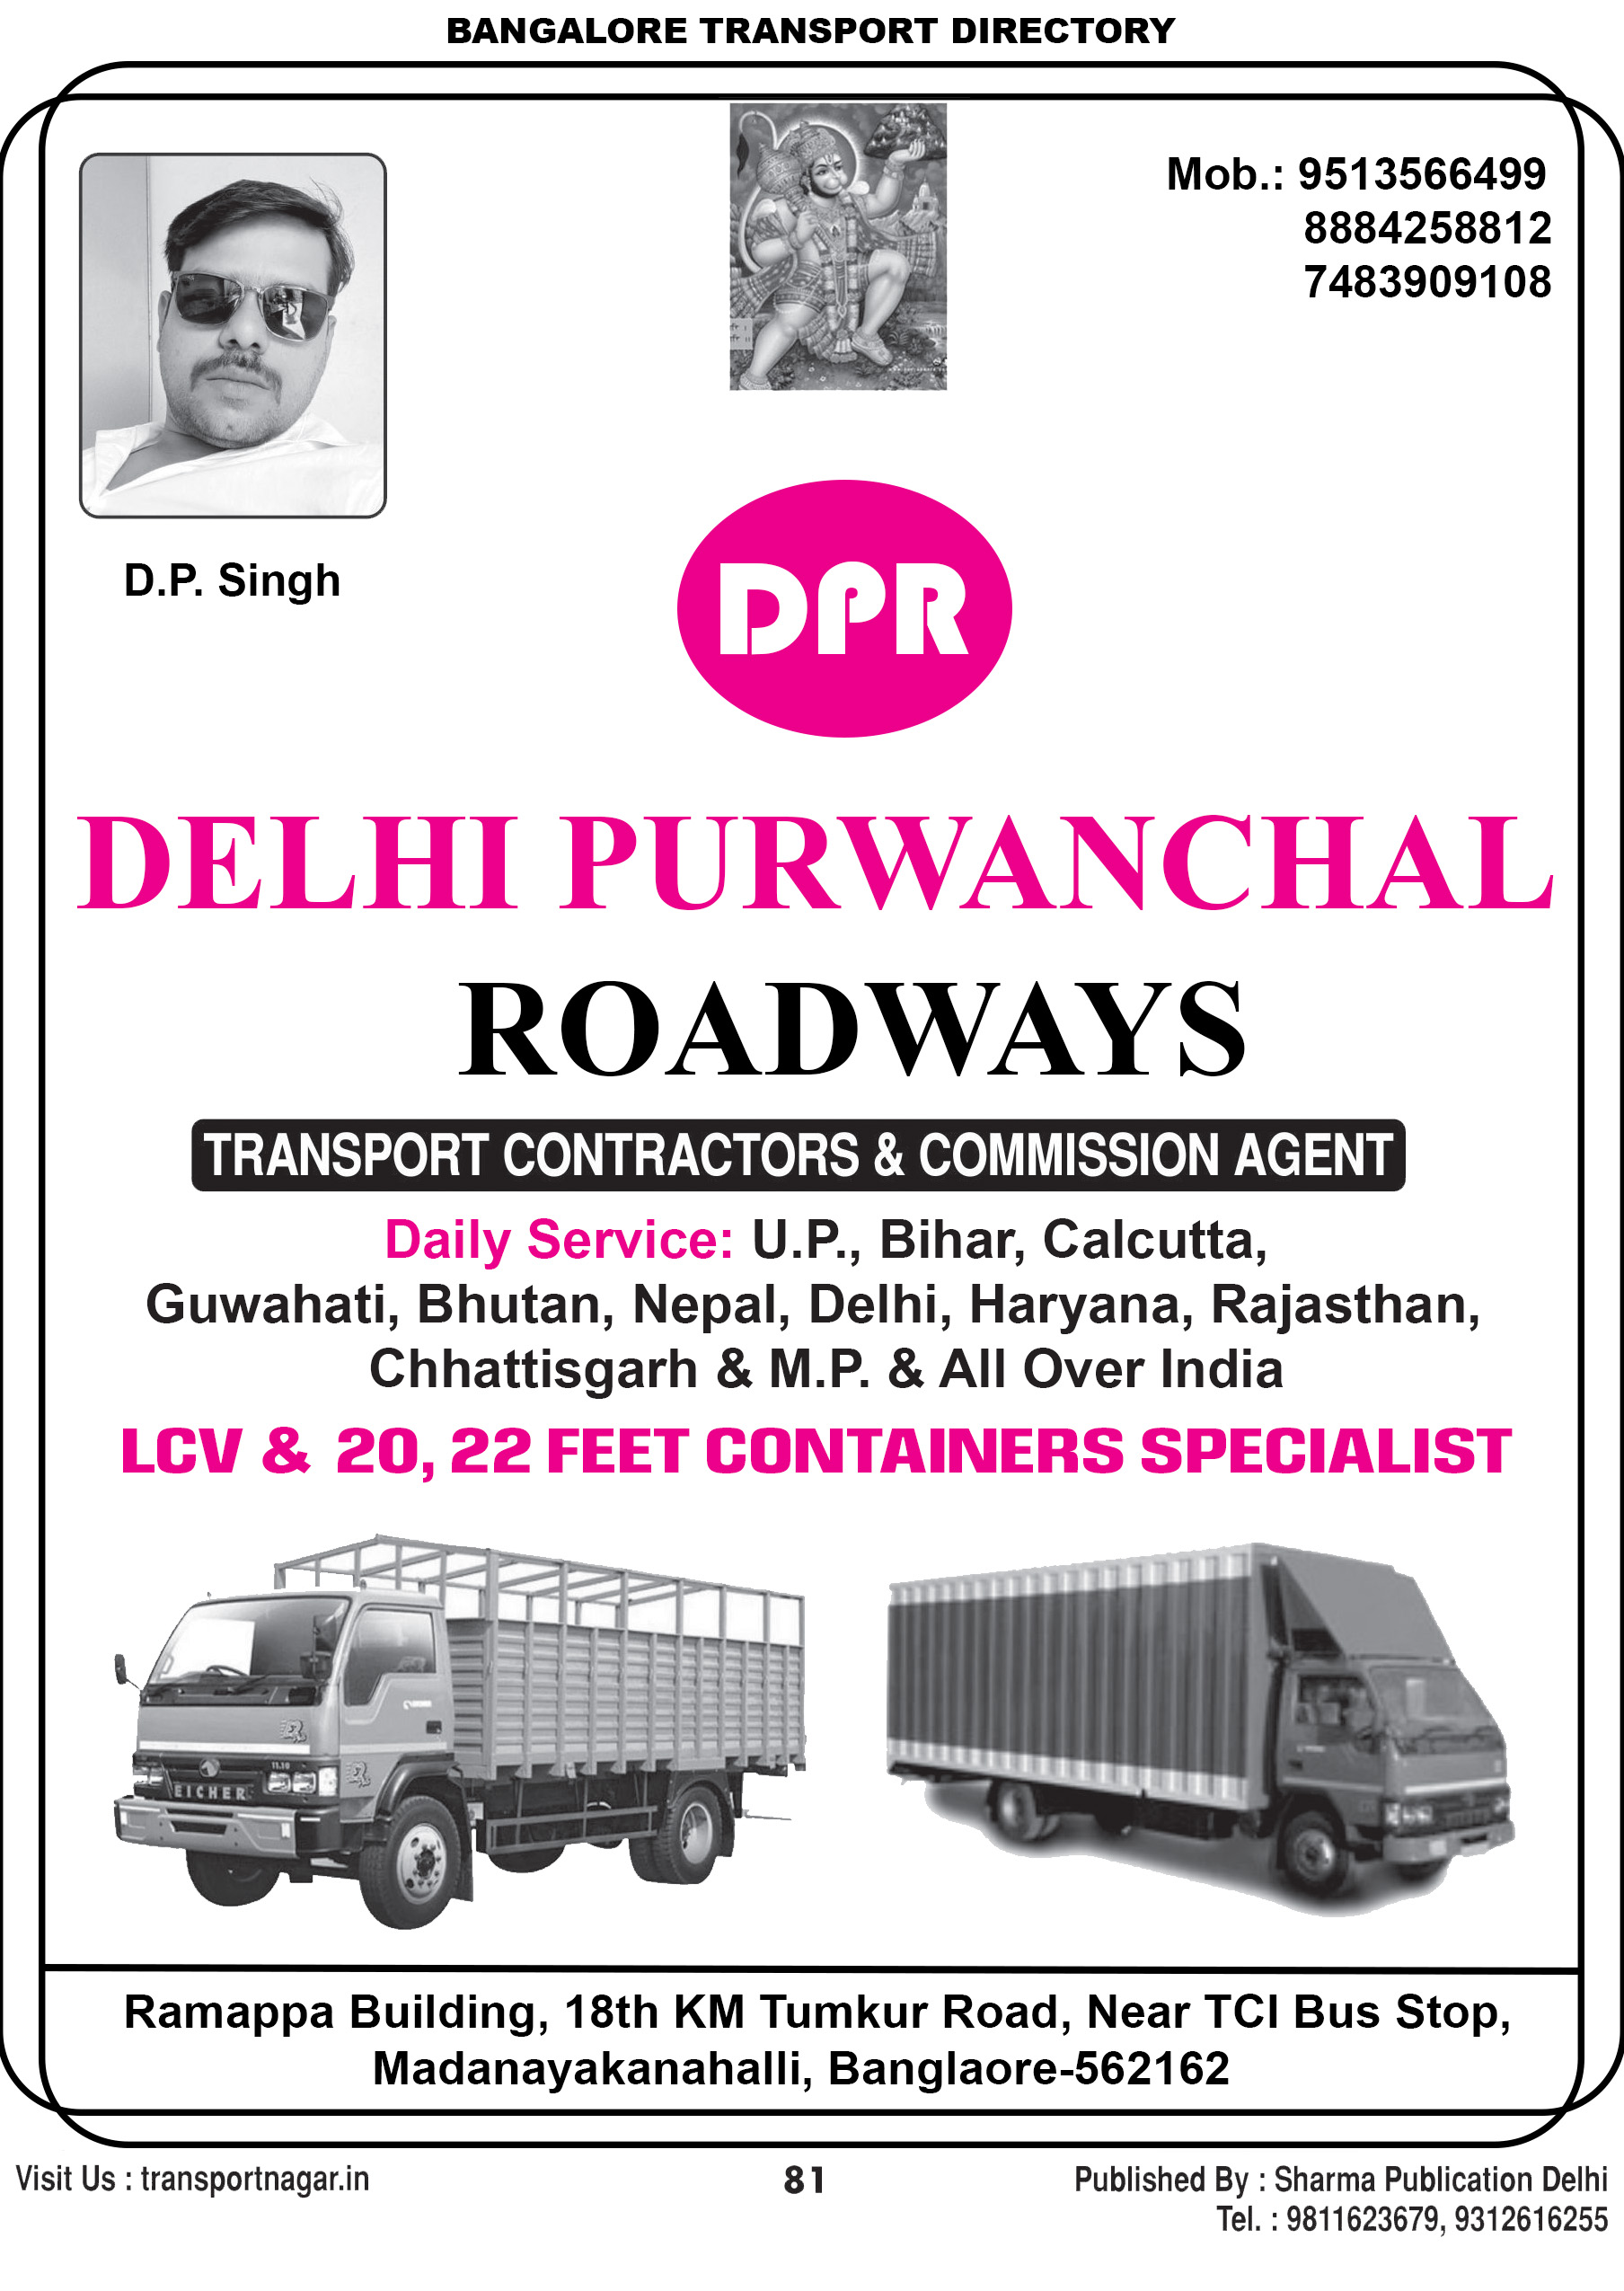 BANGALORE TRANSPORT DIRECTORY
Mob.: 9513566499
8884258812
7483909108
D.P. Singh
DPR
DELHI PURWANCHAL
ROADWAYS
TRANSPORT CONTRACTORS & COMMISSION AGENT
Daily Service: U.P., Bihar, Calcutta,
Guwahati, Bhutan, Nepal, Delhi, Haryana, Rajasthan,
Chhattisgarh & M.P. & All Over India
LCV & 20, 22 FEET CONTAINERS SPECIALIST
11.10
EICHER
Ramappa Building, 18th KM Tumkur Road, Near TCI Bus Stop,
Madanayakanahalli, Banglaore-562162
Visit Us : transportnagar.in
81
Published By : Sharma Publication Delhi
Tel. : 9811623679, 9312616255